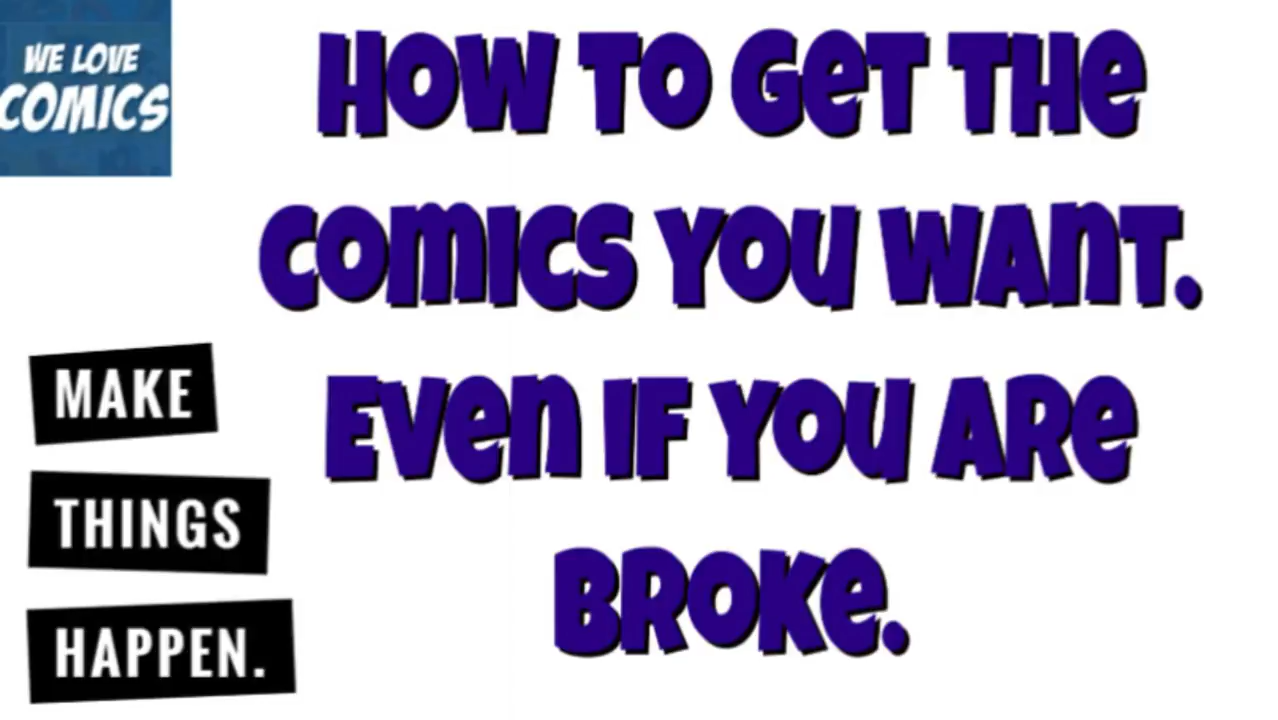 WE LOVE
COMICS
HOW TO GET THE
COMICS YOU WANT.
EVEN IF YOU ARE
BROKE.
MAKE
THINGS
HAPPEN.